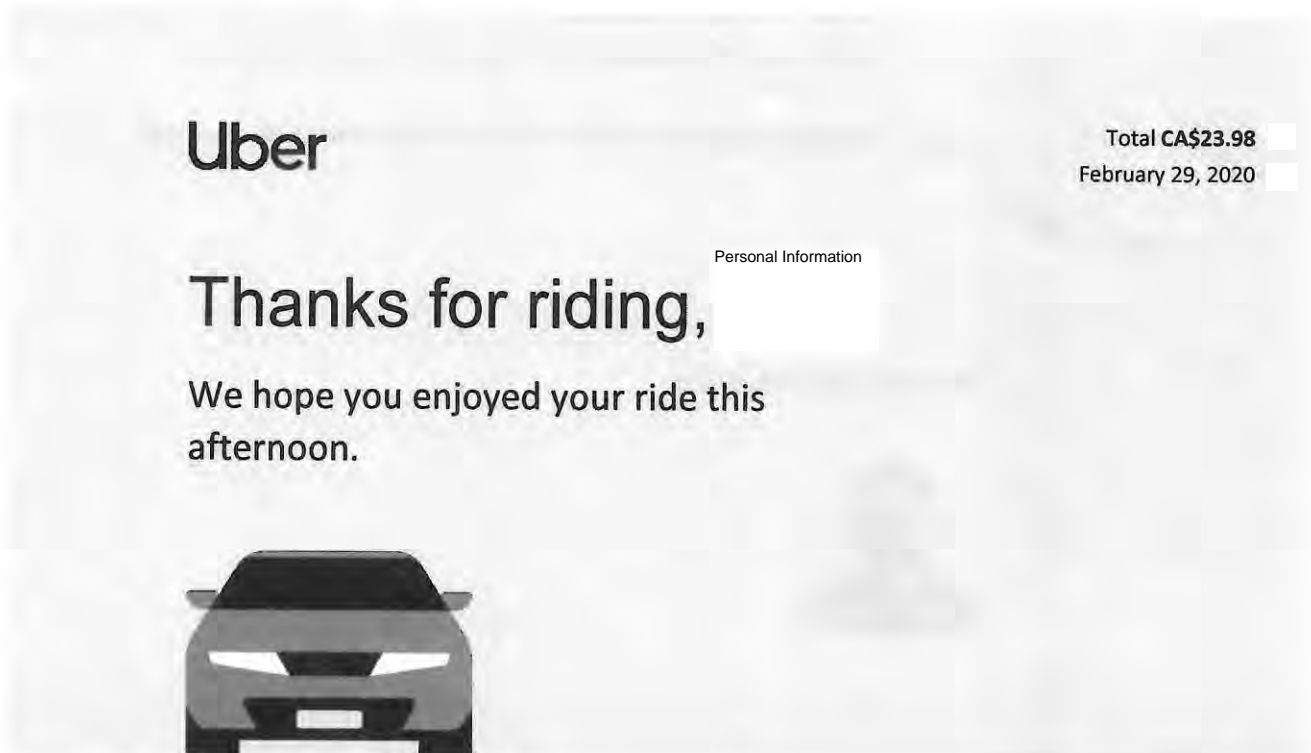 Uber
Total CA$23.98
February 29, 2020
Personal Information
Thanks for riding,
We hope you enjoyed your ride this
afternoon.